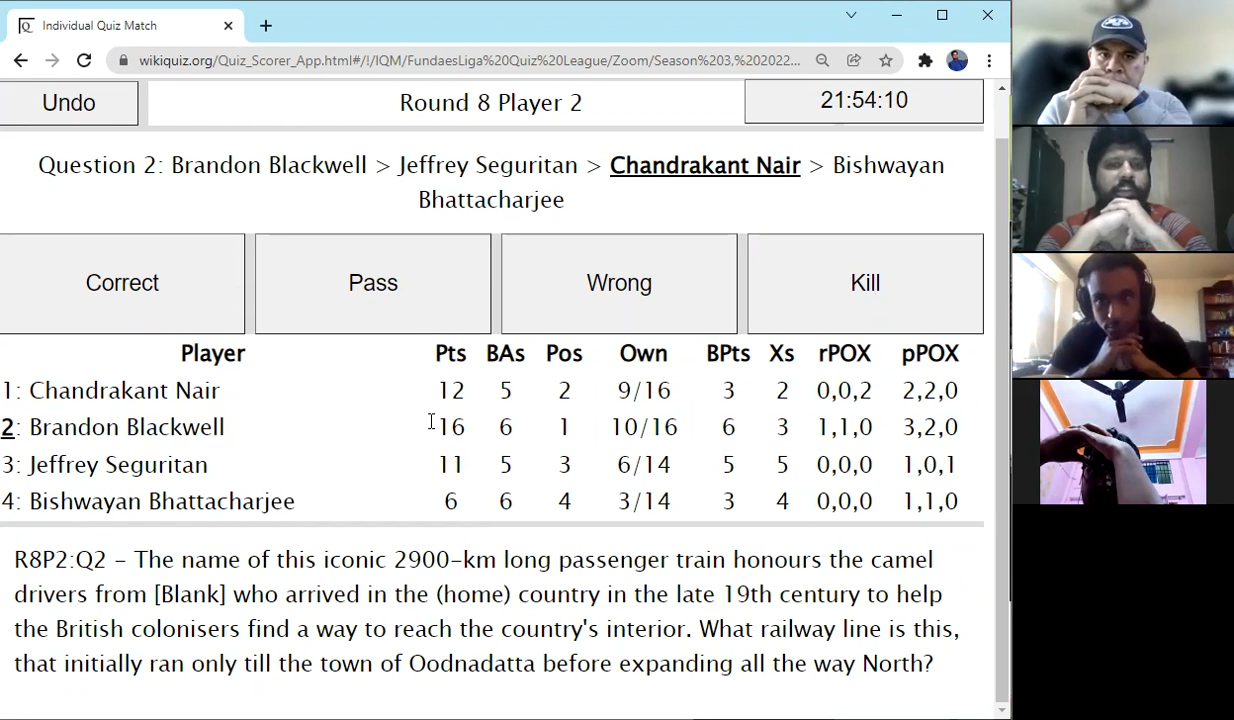 Individual Quiz Match
wikiquiz.org/Quiz_Scorer_App.html#/!/IQM/FundaesLiga%20Quiz%20League/Zoom/Season%203,%202022...
Undo
Round 8 Player 2
21:54:10
Question 2: Brandon Blackwell > Jeffrey Seguritan > Chandrakant Nair > Bishwayan
Bhattacharjee
Correct Pass Wrong Kill
Player Pts BAs Pos Own BPts Xs rPOX pPOX
1: Chandrakant Nair 12 5 2 9/16 3 2 0,0,2 2,2,0
2: Brandon Blackwell 16 6 1 10/16 6 3 1,1,0 3,2,0
3: Jeffrey Seguritan 11 5 3 6/14 5 5 0,0,0 1,0,1
4: Bishwayan Bhattacharjee 6 6 4 3/14 3 4 0,0,0 1,1,0
R8P2:Q2 - The name of this iconic 2900-km long passenger train honours the camel
drivers from [Blank] who arrived in the (home) country in the late 19th century to help
the British colonisers find a way to reach the country's interior. What railway line is this,
that initially ran only till the town of Oodnadatta before expanding all the way North?